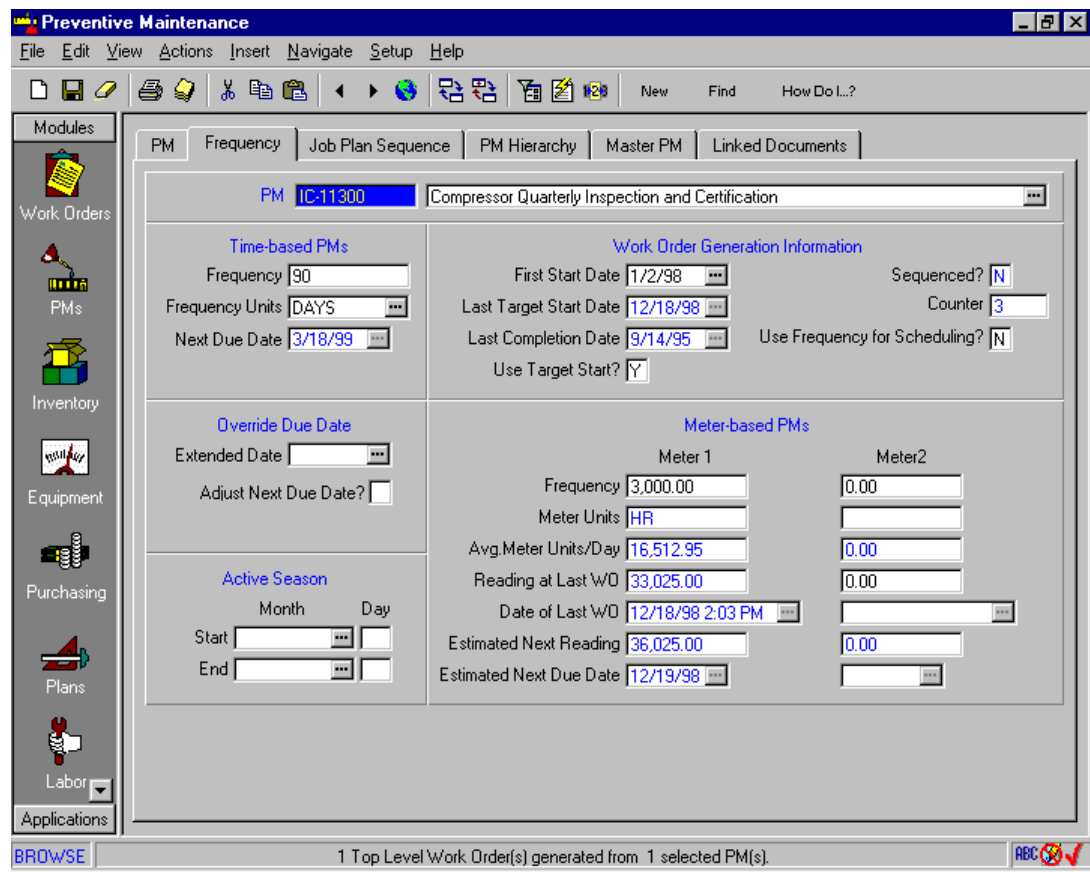 Preventive Maintenance
File Edit View Actions Insert Navigate Setup Help
New Find How Do I...?
Modules
Work Orders
PMs
Inventory
Equipment
Purchasing
Plans
Labor
Applications
PM Frequency Job Plan Sequence PM Hierarchy Master PM Linked Documents
PM IC-11300 Compressor Quarterly Inspection and Certification
Time-based PMs
Frequency 90
Frequency Units DAYS
Next Due Date 3/18/99
Work Order Generation Information
First Start Date 1/2/98 Sequenced? N
Last Target Start Date 12/18/98 Counter 3
Last Completion Date 9/14/95 Use Frequency for Scheduling? N
Use Target Start? Y
Override Due Date
Extended Date
Adjust Next Due Date?
Active Season
Month Day
Start
End
Meter-based PMs
Meter 1 Meter2
Frequency 3,000.00 0.00
Meter Units HR
Avg.Meter Units/Day 16,512.95 0.00
Reading at Last WO 33,025.00 0.00
Date of Last WO 12/18/98 2:03 PM
Estimated Next Reading 36,025.00 0.00
Estimated Next Due Date 12/19/98
BROWSE 1 Top Level Work Order(s) generated from 1 selected PM(s). ABC